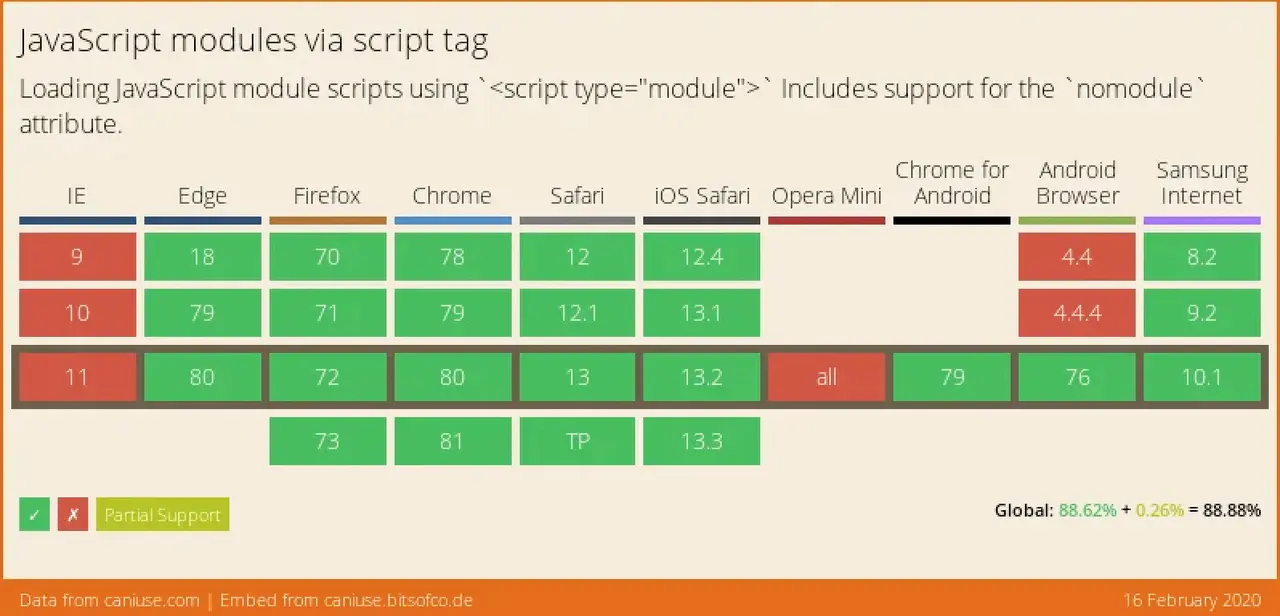 JavaScript modules via script tag
Loading JavaScript module scripts using `<script type="module">` Includes support for the `nomodule`
attribute.
IE Edge Firefox Chrome Safari iOS Safari Opera Mini Chrome for Android Android Browser Samsung Internet
9 18 70 78 12 12.4 4.4 8.2
10 79 71 79 12.1 13.1 4.4.4 9.2
11 80 72 80 13 13.2 all 79 76 10.1
73 81 TP 13.3
✓ ✗ Partial Support Global: 88.62% + 0.26% = 88.88%
Data from caniuse.com | Embed from caniuse.bitsofco.de 16 February 2020